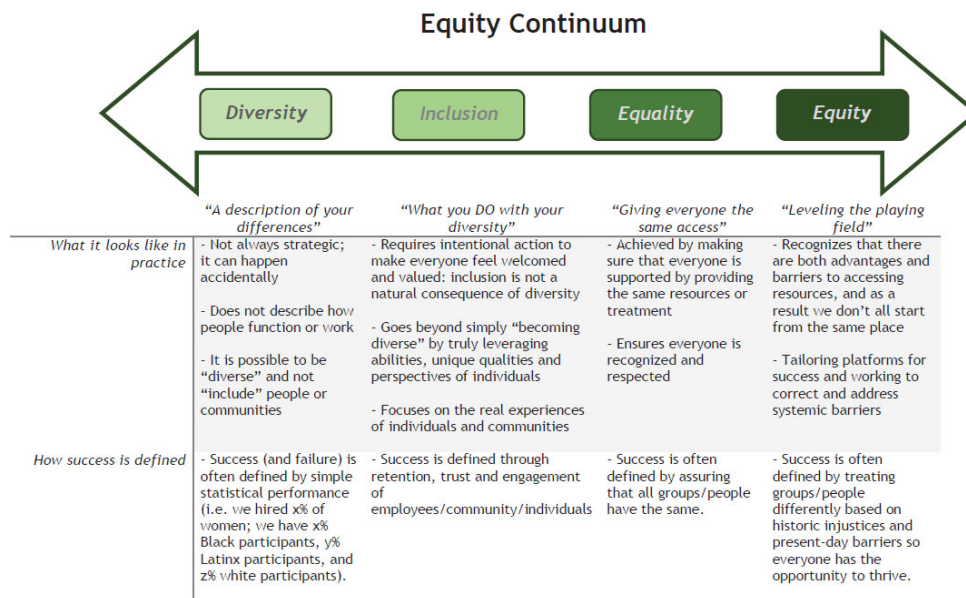 Equity Continuum
Diversity
Inclusion
Equality
Equity
“A description of your
differences”
“What you DO with your
diversity”
“Giving everyone the
same access”
“Leveling the playing
field”
What it looks like in
practice
- Not always strategic;
it can happen
accidentally
- Does not describe how
people function or work
- It is possible to be
“diverse” and not
“include” people or
communities
- Requires intentional action to
make everyone feel welcomed
and valued: inclusion is not a
natural consequence of diversity
- Goes beyond simply “becoming
diverse” by truly leveraging
abilities, unique qualities and
perspectives of individuals
- Focuses on the real experiences
of individuals and communities
- Achieved by making
sure that everyone is
supported by providing
the same resources or
treatment
- Ensures everyone is
recognized and
respected
- Recognizes that there
are both advantages and
barriers to accessing
resources, and as a
result we don’t all start
from the same place
- Tailoring platforms for
success and working to
correct and address
systemic barriers
How success is defined
- Success (and failure) is
often defined by simple
statistical performance
(i.e. we hired x% of
women; we have x%
Black participants, y%
Latinx participants, and
z% white participants).
- Success is defined through
retention, trust and engagement
of
employees/community/individuals
- Success is often
defined by assuring
that all groups/people
have the same.
- Success is often
defined by treating
groups/people
differently based on
historic injustices and
present-day barriers so
everyone has the
opportunity to thrive.